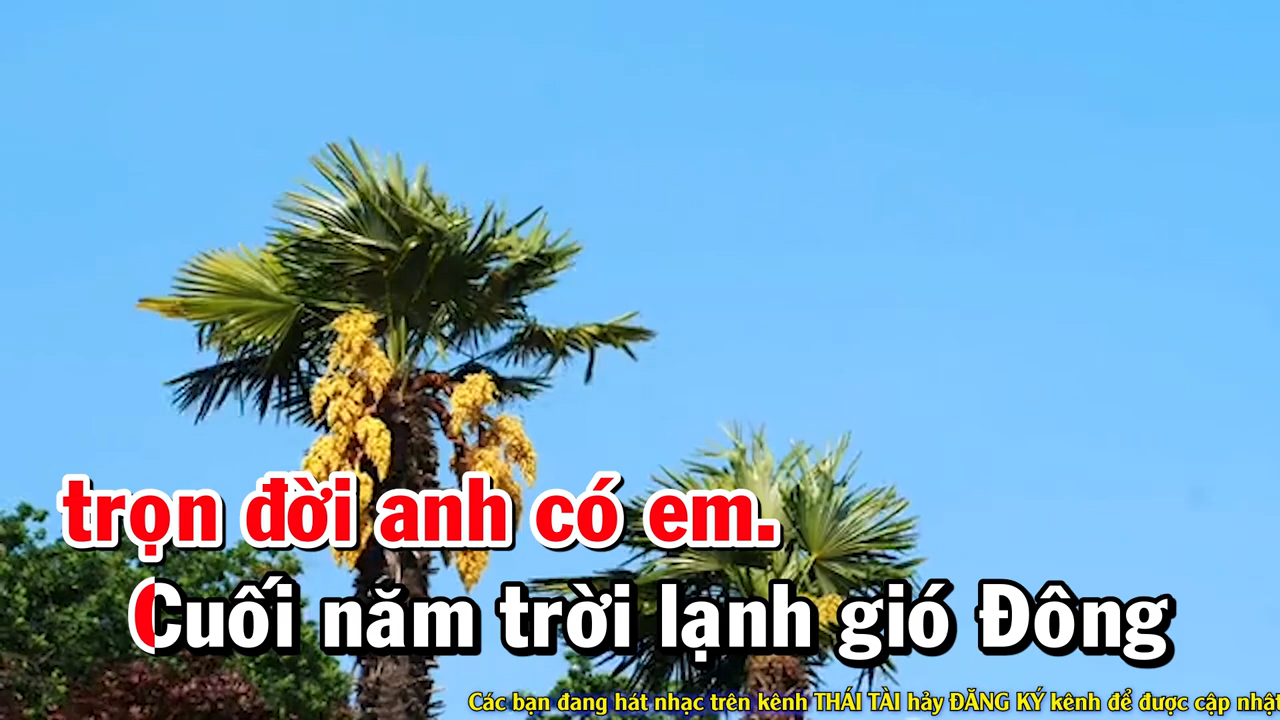 trọn đời anh có em.
Cuối năm trời lạnh gió Đông
Các bạn đang hát nhạc trên kênh THÁI TÀI hảy ĐĂNG KÝ kênh để được cập nhật